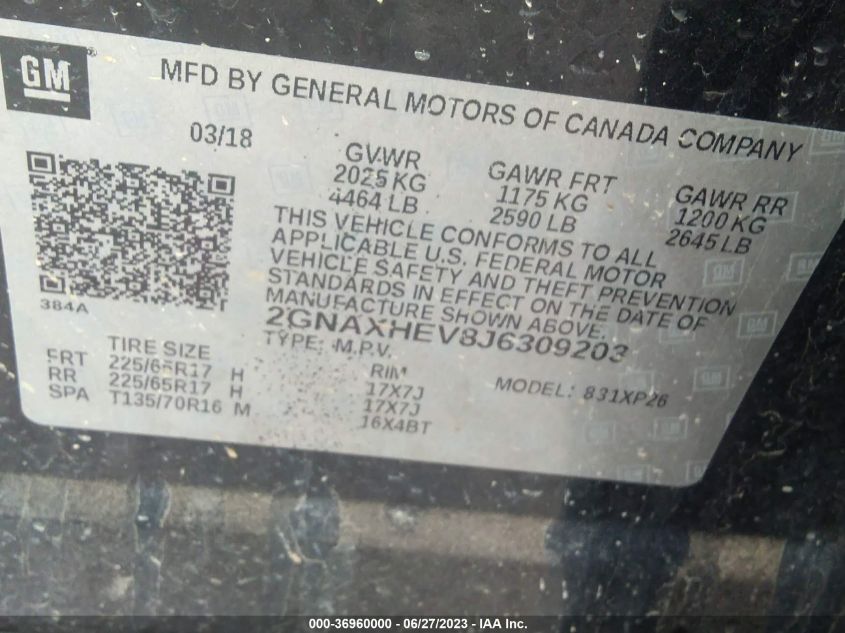 GM
MFD BY GENERAL MOTORS OF CANADA COMPANY
03/18
GVWR
2025 KG
4464 LB
GAWR FRT
1175 KG
2590 LB
GAWR RR
1200 KG
2645 LB
THIS VEHICLE CONFORMS TO ALL
APPLICABLE U.S. FEDERAL MOTOR
VEHICLE SAFETY AND THEFT PREVENTION
STANDARDS IN EFFECT ON THE DATE OF
MANUFACTURE SHOWN ABOVE.
2GNAXHEV8J6309203
TYPE: M.P.V.
MODEL: 831XP26
384A
T
TIRE SIZE RIM
FRT 225/65R17 H 17X7J
RR 225/65R17 H 17X7J
SPA T135/70R16 M 16X4BT
000-36960000 - 06/27/2023 - IAA Inc.